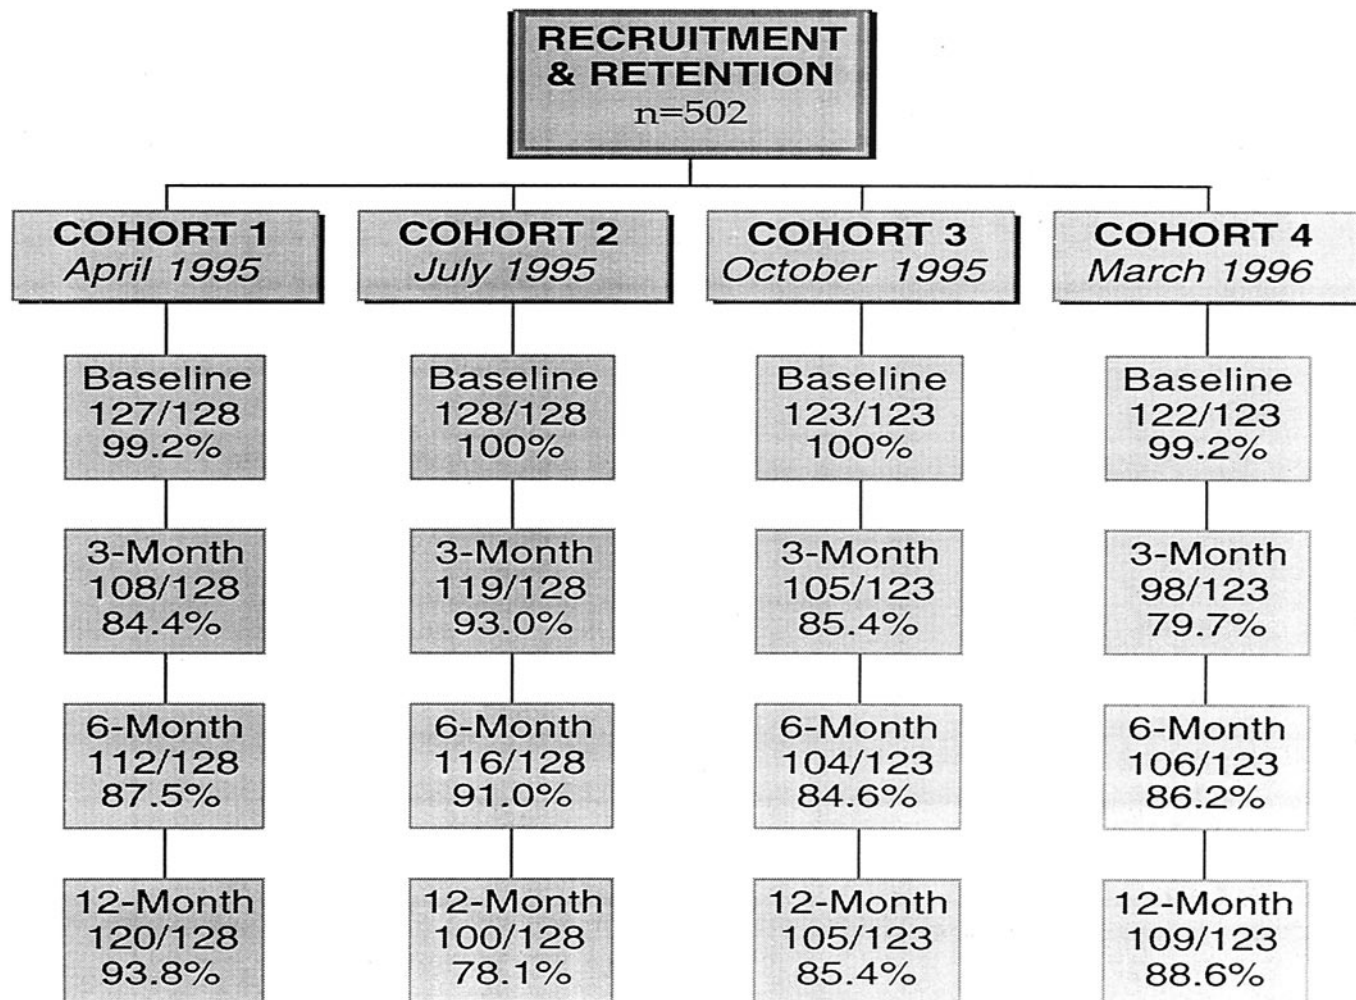 RECRUITMENT
& RETENTION
n=502
COHORT 1
April 1995
COHORT 2
July 1995
COHORT 3
October 1995
COHORT 4
March 1996
Baseline
127/128
99.2%
Baseline
128/128
100%
Baseline
123/123
100%
Baseline
122/123
99.2%
3-Month
108/128
84.4%
3-Month
119/128
93.0%
3-Month
105/123
85.4%
3-Month
98/123
79.7%
6-Month
112/128
87.5%
6-Month
116/128
91.0%
6-Month
104/123
84.6%
6-Month
106/123
86.2%
12-Month
120/128
93.8%
12-Month
100/128
78.1%
12-Month
105/123
85.4%
12-Month
109/123
88.6%